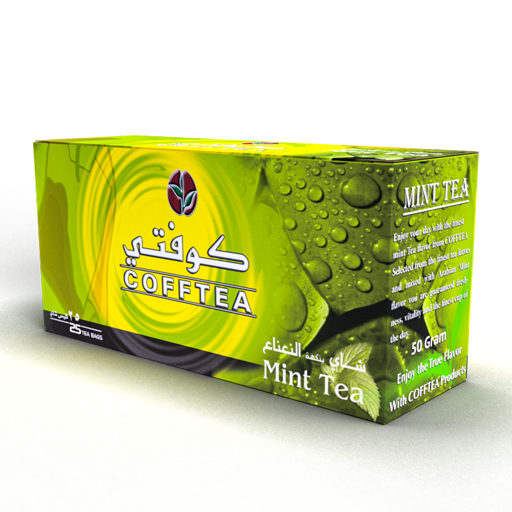 كوفتي
COFFTEA
٢٥
25 TEA BAGS
شاي بنكهة النعناع
Mint Tea
MINT TEA
Enjoy your day with the finest
mint Tea flavor from COFFTEA
Selected from the finest tea leaves
and mixed with Arabian Mint
flavor you are guaranteed fresh
ness, vitality and the finest cup of
the day.
50 Gram
Enjoy the True Flavor
With COFFTEA Products